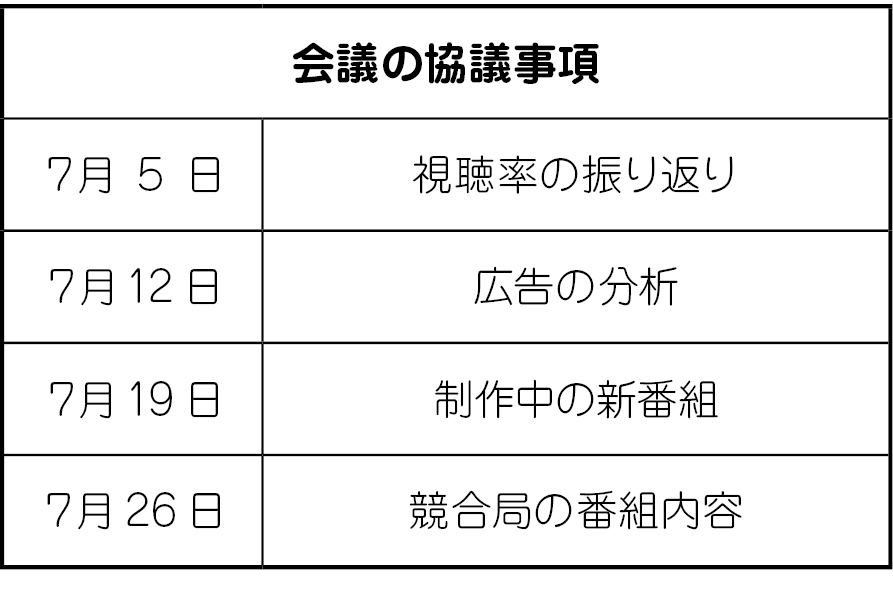 会議の協議事項
7月 5 日 視聴率の振り返り
7月 12 日 広告の分析
7月 19 日 制作中の新番組
7月 26 日 競合局の番組内容